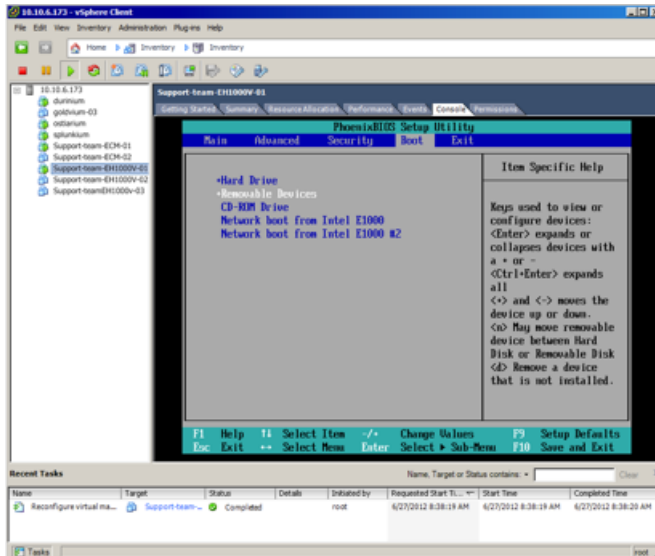 10.10.6.173 - vSphere Client
File Edit View Inventory Administration Plug-ins Help
Home Inventory Inventory
10.10.6.173
durinium
goldvium-03
ostiarium
splunkium
Support-team-ECM-01
Support-team-ECM-02
Support-team-EH1000V-01
Support-team-EH1000V-02
Support-teamEH1000v-03
Support-team-EH1000V-01
Getting Started Summary Resource Allocation Performance Events Console Permissions
PhoenixBIOS Setup Utility
Main Advanced Security Boot Exit
+Hard Drive
+Removable Devices
CD-ROM Drive
Network boot from Intel E1000
Network boot from Intel E1000 #2
Item Specific Help
Keys used to view or
configure devices:
<Enter> expands or
collapses devices with
a + or -
<Ctrl+Enter> expands
all
<+> and <-> moves the
device up or down.
<n> May move removable
device between Hard
Disk or Removable Disk
<d> Remove a device
that is not installed.
F1 Help ↑↓ Select Item -/+ Change Values F9 Setup Defaults
Esc Exit ↔ Select Menu Enter Select ▶ Sub-Menu F10 Save and Exit
Recent Tasks
Name, Target or Status contains: Clear
Name Target Status Details Initiated by Requested Start Ti... Start Time Completed Time
Reconfigure virtual ma... Support-team-... Completed root 6/27/2012 8:38:19 AM 6/27/2012 8:38:19 AM 6/27/2012 8:38:20 AM
Tasks root